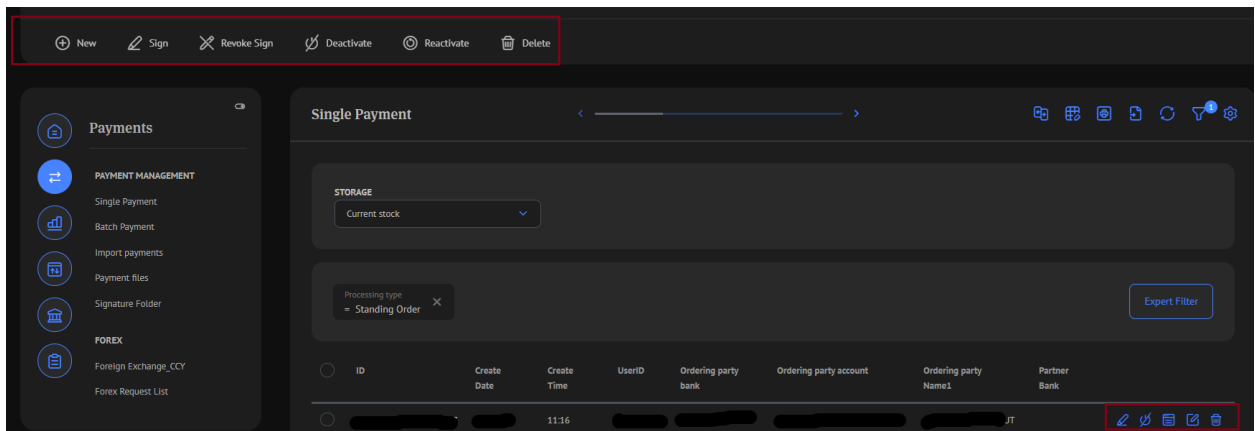 New Sign Revoke Sign Deactivate Reactivate Delete
Payments
PAYMENT MANAGEMENT
Single Payment
Batch Payment
Import payments
Payment files
Signature Folder
FOREX
Foreign Exchange_CCY
Forex Request List
Single Payment
1
STORAGE
Current stock
Processing type
= Standing Order
Expert Filter
ID Create Date Create Time UserID Ordering party bank Ordering party account Ordering party Name1 Partner Bank
11:16 UT